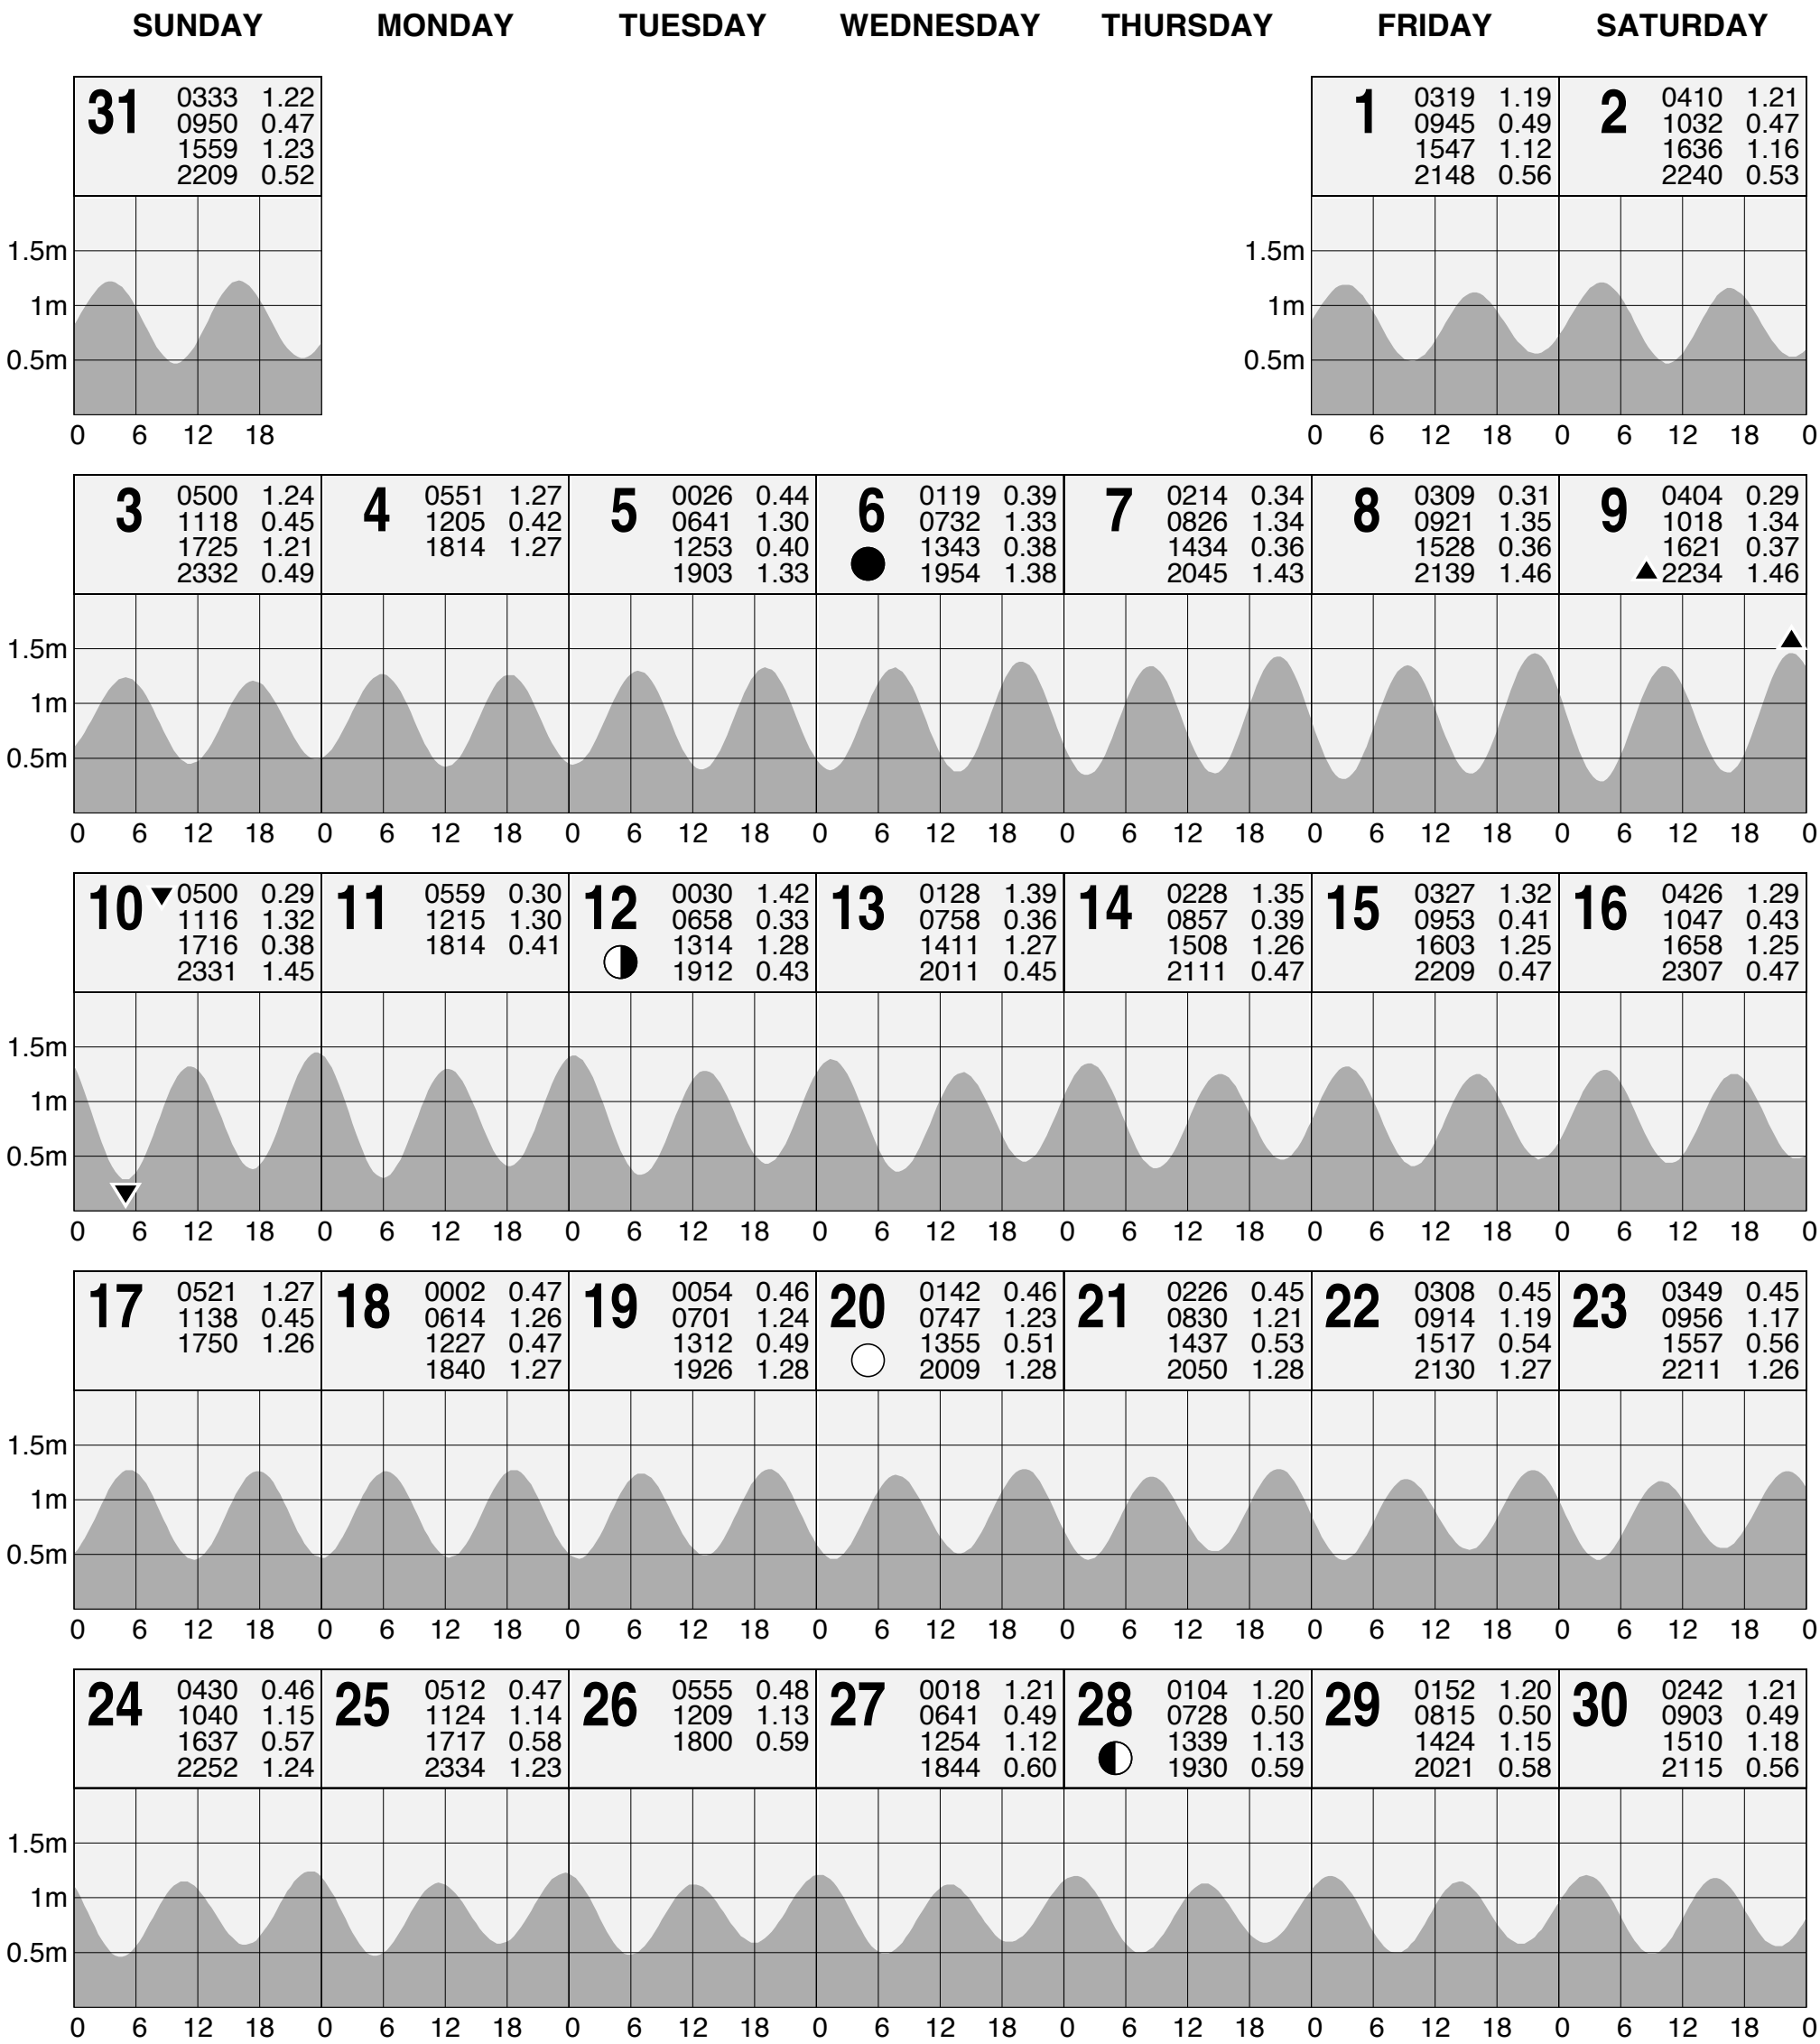 SUNDAY MONDAY TUESDAY WEDNESDAY THURSDAY FRIDAY SATURDAY
31 0333 1.22
0950 0.47
1559 1.23
2209 0.52
1 0319 1.19
0945 0.49
1547 1.12
2148 0.56
2 0410 1.21
1032 0.47
1636 1.16
2240 0.53
1.5m 1.5m
1m 1m
0.5m 0.5m
0 6 12 18 0 6 12 18 0 6 12 18 0
3 0500 1.24
1118 0.45
1725 1.21
2332 0.49
4 0551 1.27
1205 0.42
1814 1.27
5 0026 0.44
0641 1.30
1253 0.40
1903 1.33
6 0119 0.39
0732 1.33
1343 0.38
1954 1.38
7 0214 0.34
0826 1.34
1434 0.36
2045 1.43
8 0309 0.31
0921 1.35
1528 0.36
2139 1.46
9 0404 0.29
1018 1.34
1621 0.37
2234 1.46
1.5m
1m
0.5m
0 6 12 18 0 6 12 18 0 6 12 18 0 6 12 18 0 6 12 18 0 6 12 18 0 6 12 18 0
10 0500 0.29
1116 1.32
1716 0.38
2331 1.45
11 0559 0.30
1215 1.30
1814 0.41
12 0030 1.42
0658 0.33
1314 1.28
1912 0.43
13 0128 1.39
0758 0.36
1411 1.27
2011 0.45
14 0228 1.35
0857 0.39
1508 1.26
2111 0.47
15 0327 1.32
0953 0.41
1603 1.25
2209 0.47
16 0426 1.29
1047 0.43
1658 1.25
2307 0.47
1.5m
1m
0.5m
0 6 12 18 0 6 12 18 0 6 12 18 0 6 12 18 0 6 12 18 0 6 12 18 0 6 12 18 0
17 0521 1.27
1138 0.45
1750 1.26
18 0002 0.47
0614 1.26
1227 0.47
1840 1.27
19 0054 0.46
0701 1.24
1312 0.49
1926 1.28
20 0142 0.46
0747 1.23
1355 0.51
2009 1.28
21 0226 0.45
0830 1.21
1437 0.53
2050 1.28
22 0308 0.45
0914 1.19
1517 0.54
2130 1.27
23 0349 0.45
0956 1.17
1557 0.56
2211 1.26
1.5m
1m
0.5m
0 6 12 18 0 6 12 18 0 6 12 18 0 6 12 18 0 6 12 18 0 6 12 18 0 6 12 18 0
24 0430 0.46
1040 1.15
1637 0.57
2252 1.24
25 0512 0.47
1124 1.14
1717 0.58
2334 1.23
26 0555 0.48
1209 1.13
1800 0.59
27 0018 1.21
0641 0.49
1254 1.12
1844 0.60
28 0104 1.20
0728 0.50
1339 1.13
1930 0.59
29 0152 1.20
0815 0.50
1424 1.15
2021 0.58
30 0242 1.21
0903 0.49
1510 1.18
2115 0.56
1.5m
1m
0.5m
0 6 12 18 0 6 12 18 0 6 12 18 0 6 12 18 0 6 12 18 0 6 12 18 0 6 12 18 0